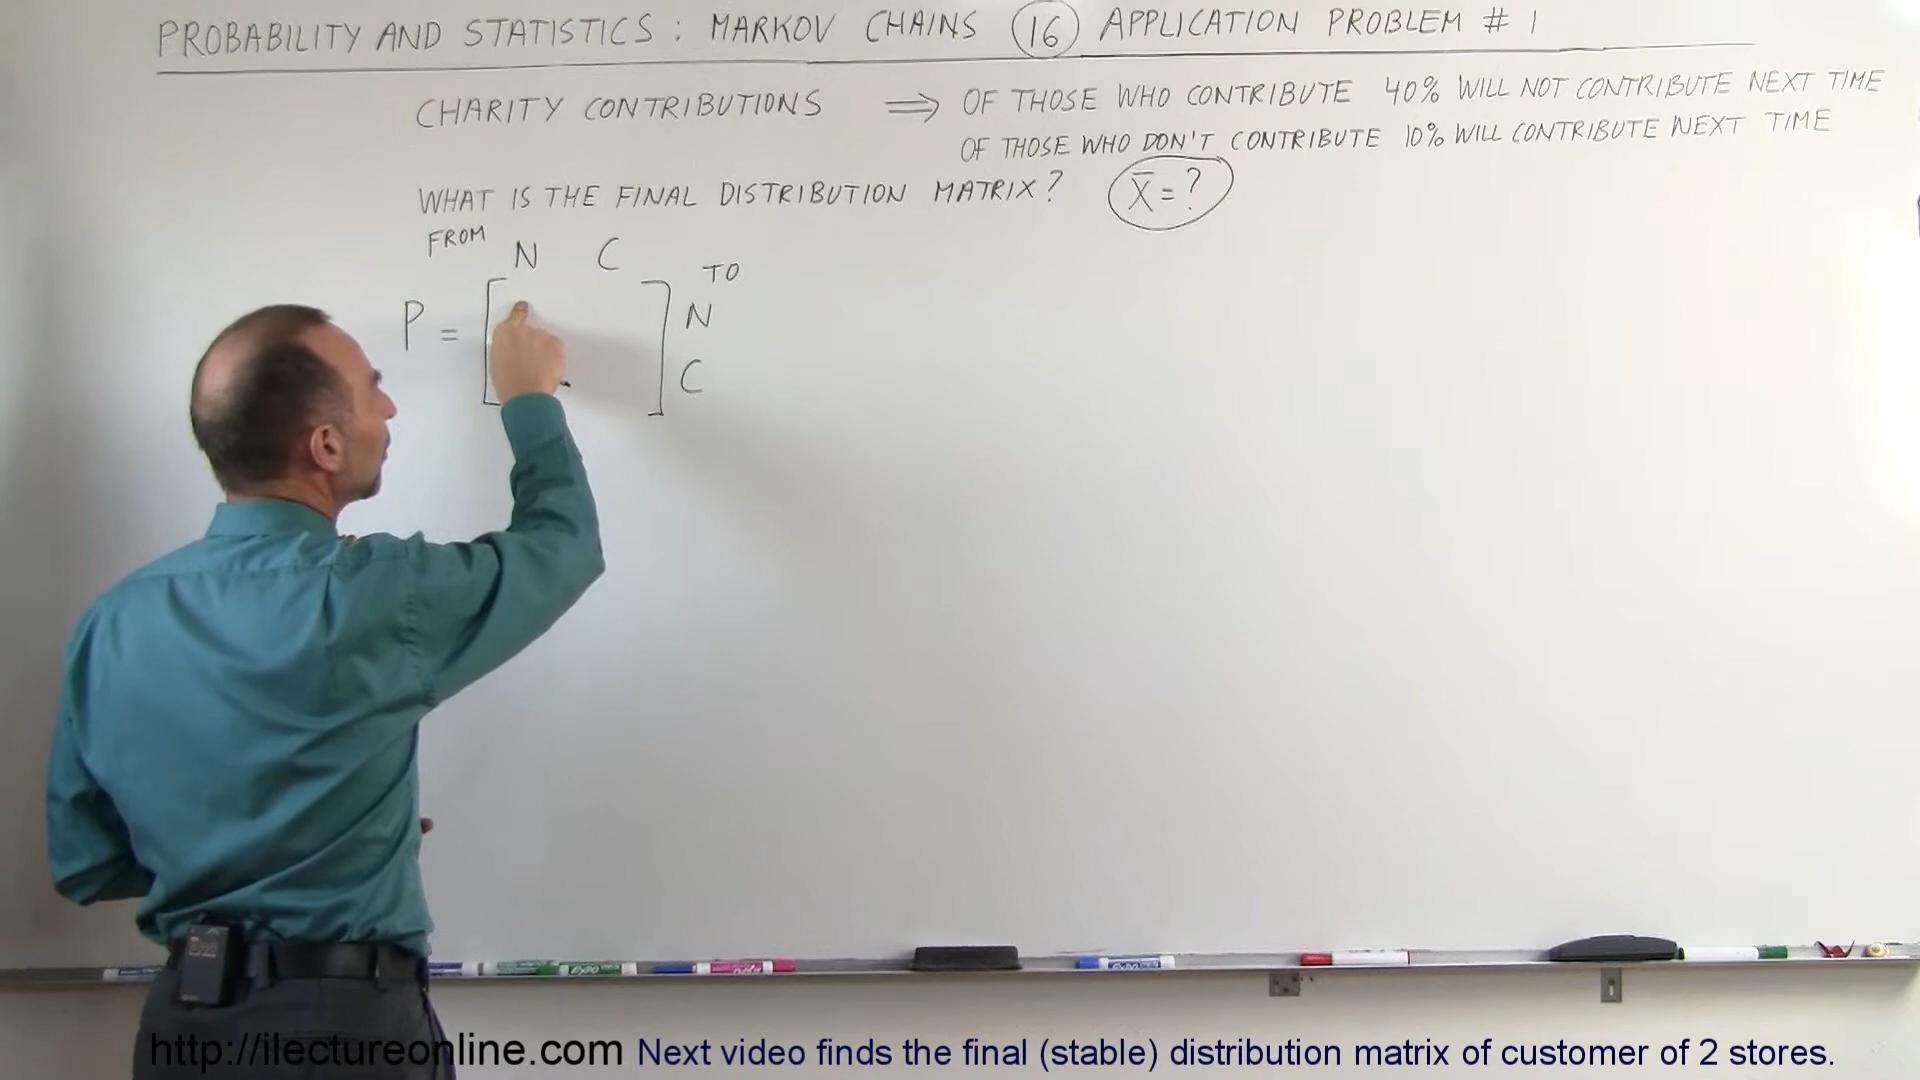 PROBABILITY AND STATISTICS : MARKOV CHAINS 16 APPLICATION PROBLEM # 1
CHARITY CONTRIBUTIONS ⇒ OF THOSE WHO CONTRIBUTE 40% WILL NOT CONTRIBUTE NEXT TIME
OF THOSE WHO DON'T CONTRIBUTE 10% WILL CONTRIBUTE NEXT TIME
WHAT IS THE FINAL DISTRIBUTION MATRIX? X̄ = ?
FROM N C
TO
P = [ ] N
C
EXPO
EXPO
http://ilectureonline.com Next video finds the final (stable) distribution matrix of customer of 2 stores.